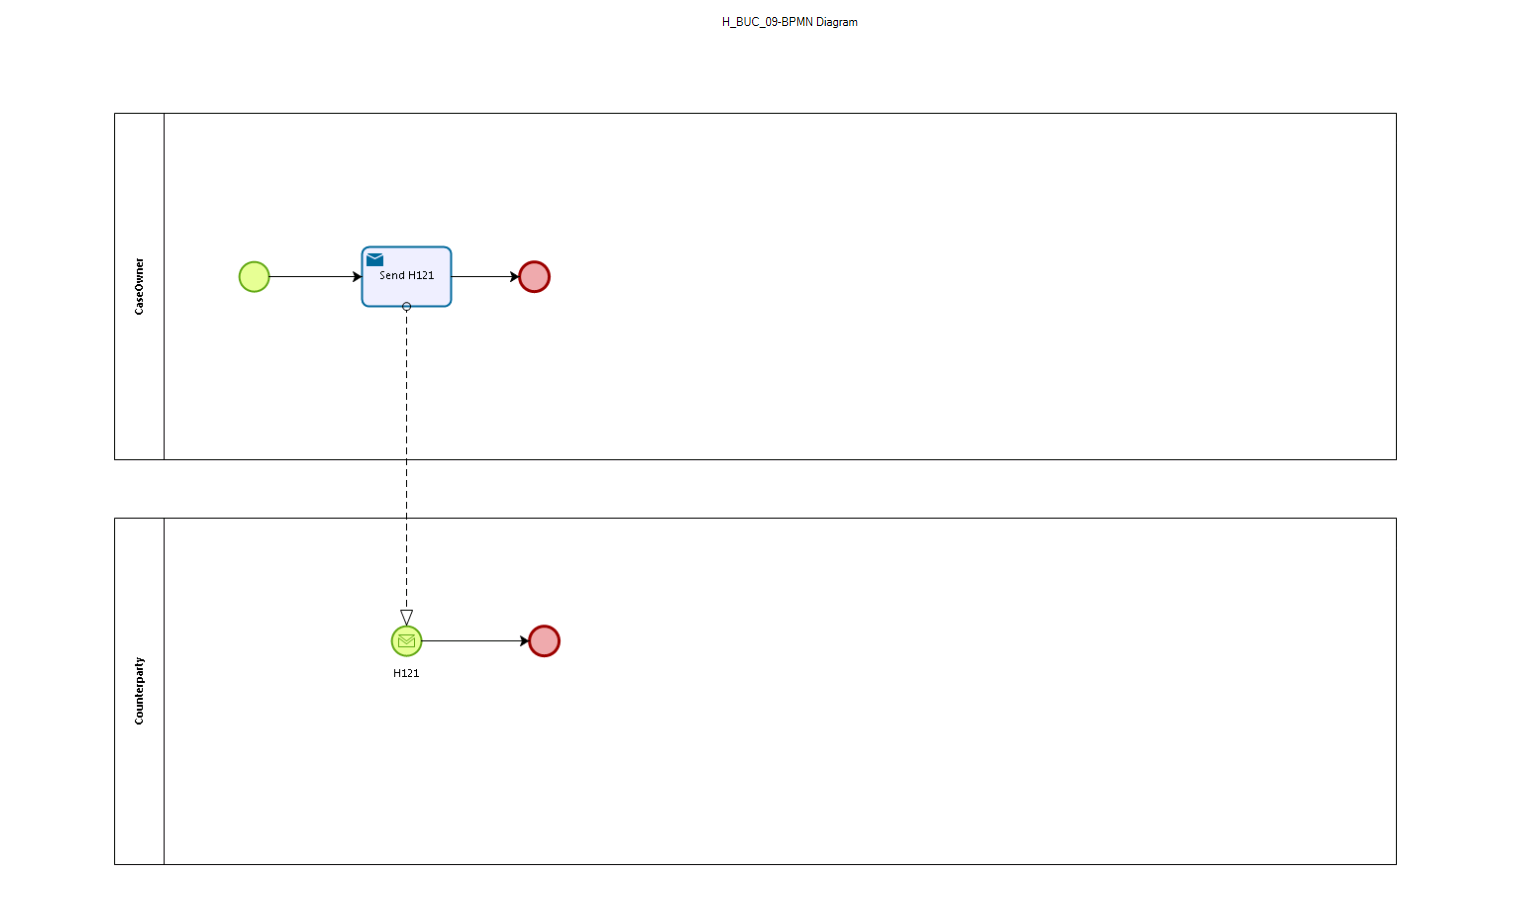 H_BUC_09-BPMN Diagram
CaseOwner
Send H121
Counterparty
H121